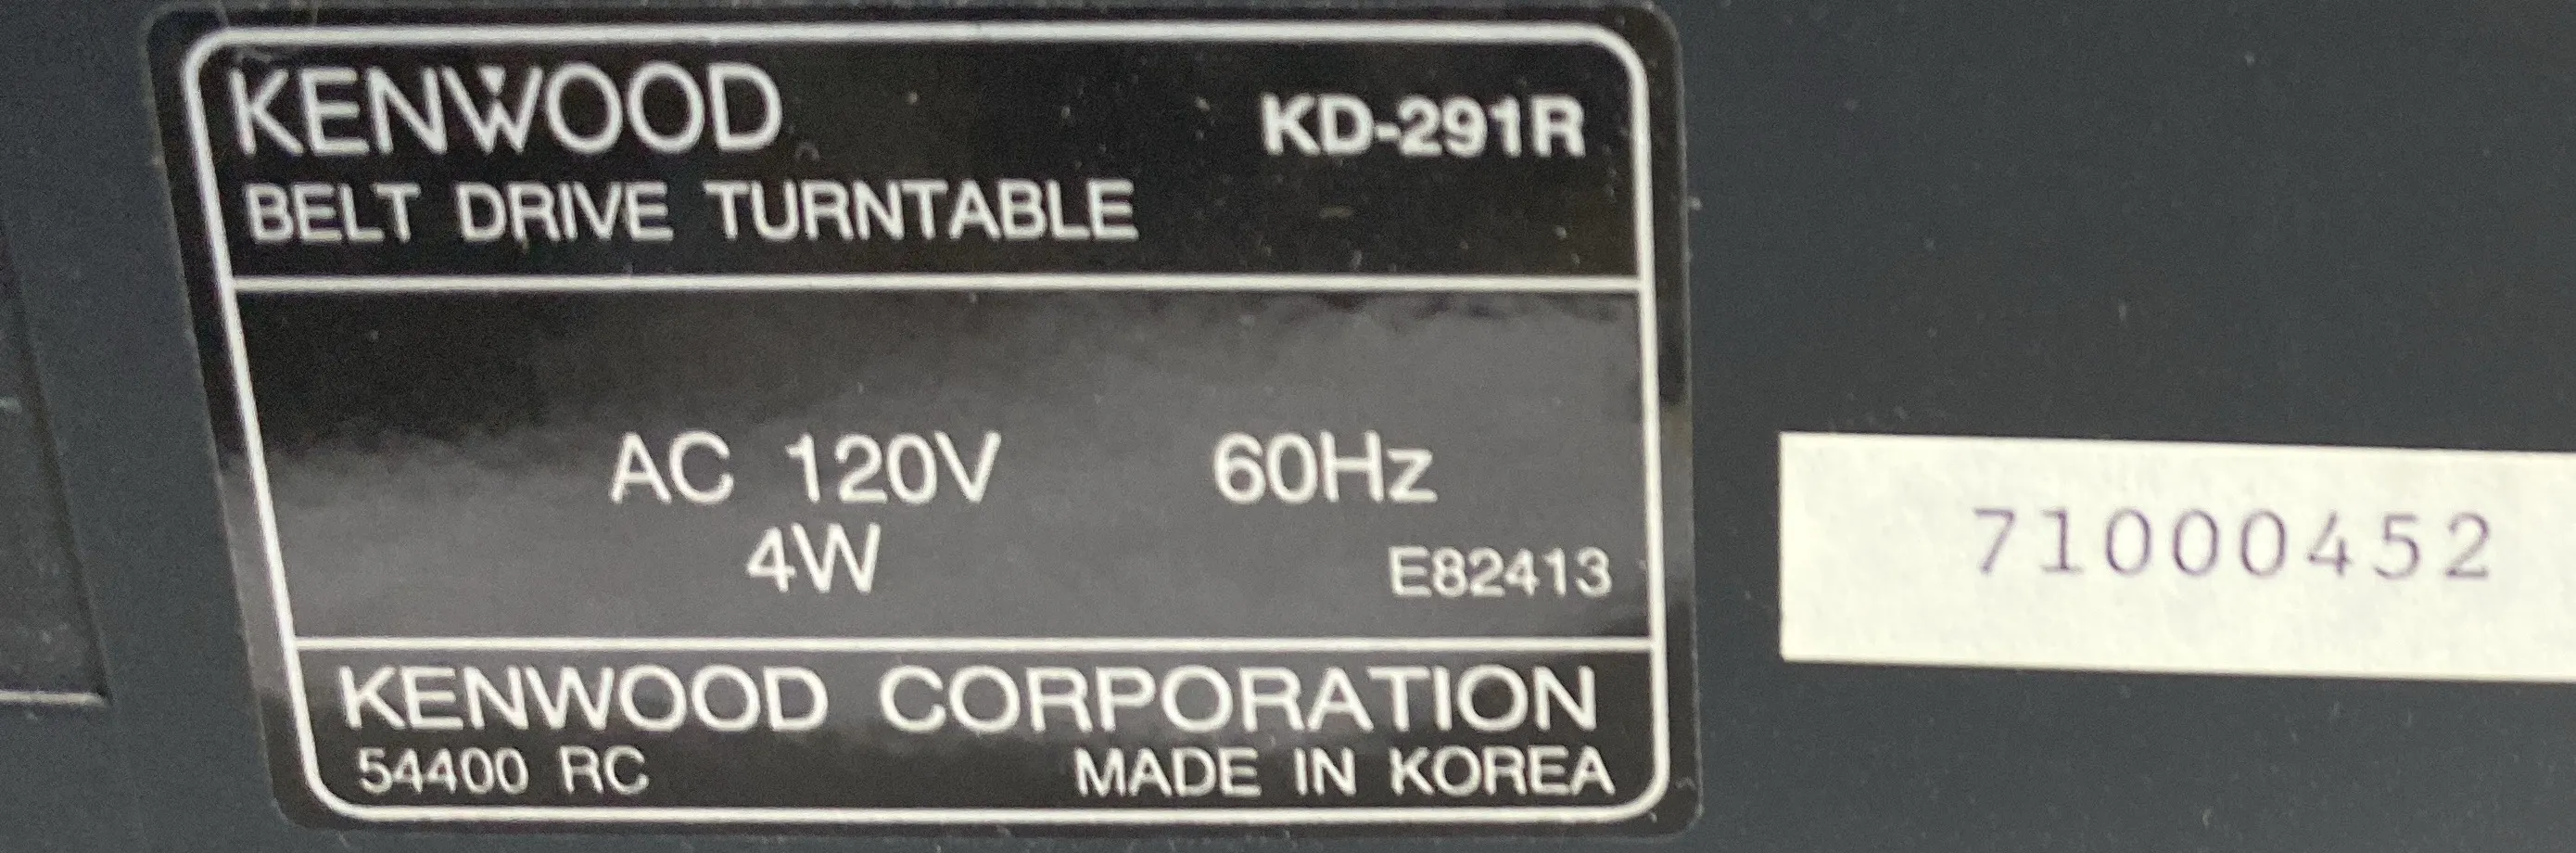 KENWOOD KD-291R
BELT DRIVE TURNTABLE
AC 120V 60Hz
4W E82413
KENWOOD CORPORATION
54400 RC MADE IN KOREA
71000452